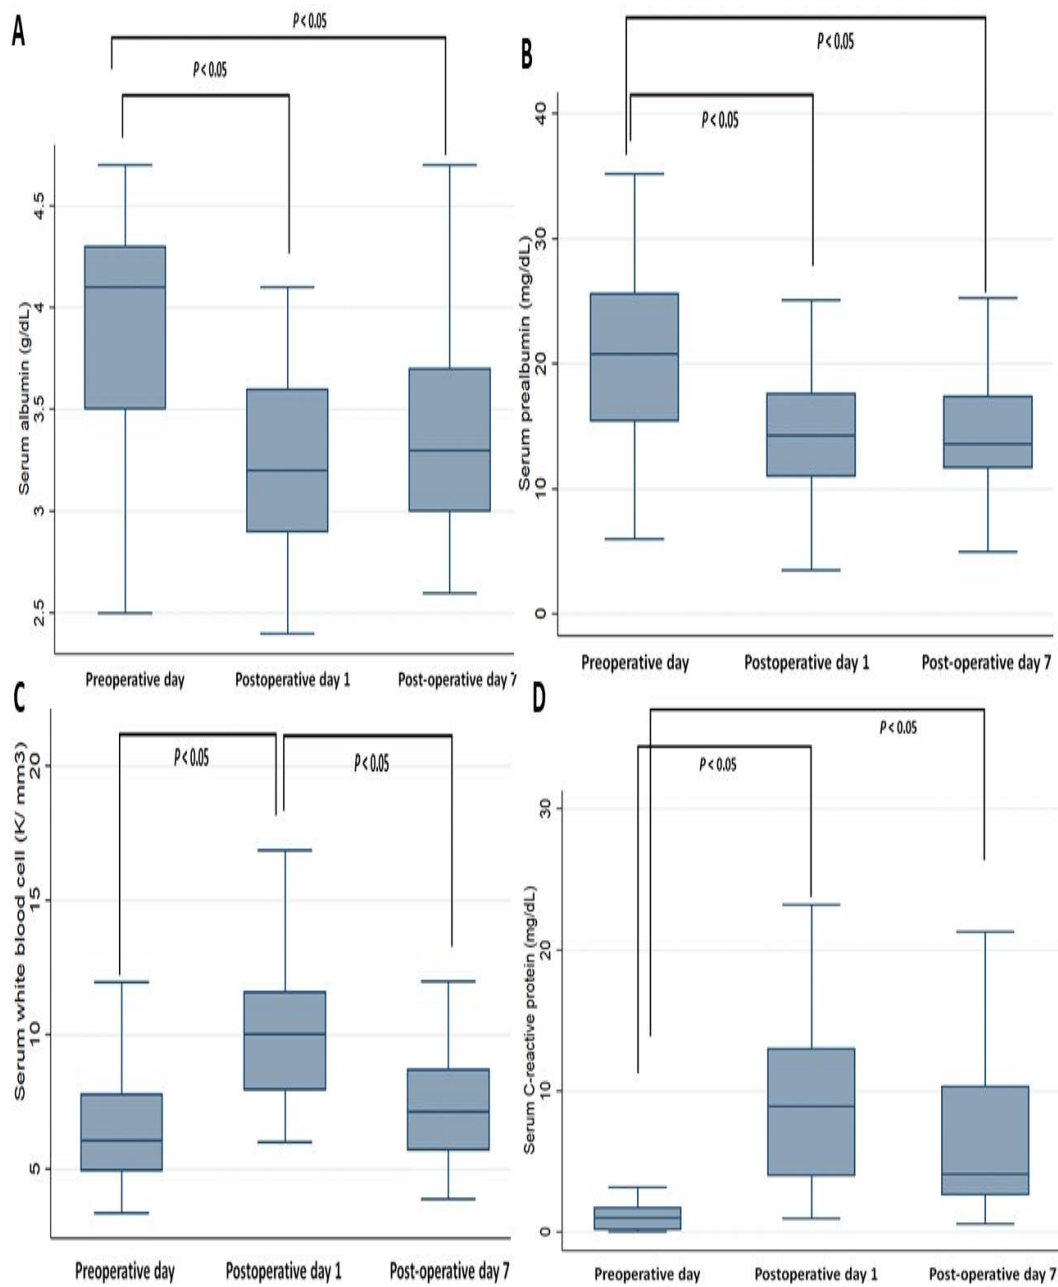 A
P < 0.05
P < 0.05
Serum albumin (g/dL)
4.5
4
3.5
3
2.5
Preoperative day
Postoperative day 1
Post-operative day 7
B
P < 0.05
P < 0.05
Serum prealbumin (mg/dL)
40
30
20
10
0
Preoperative day
Postoperative day 1
Post-operative day 7
C
P < 0.05
P < 0.05
Serum white blood cell (K/ mm3)
20
15
10
5
Preoperative day
Postoperative day 1
Post-operative day 7
D
P < 0.05
P < 0.05
Serum C-reactive protein (mg/dL)
30
20
10
0
Preoperative day
Postoperative day 1
Post-operative day 7